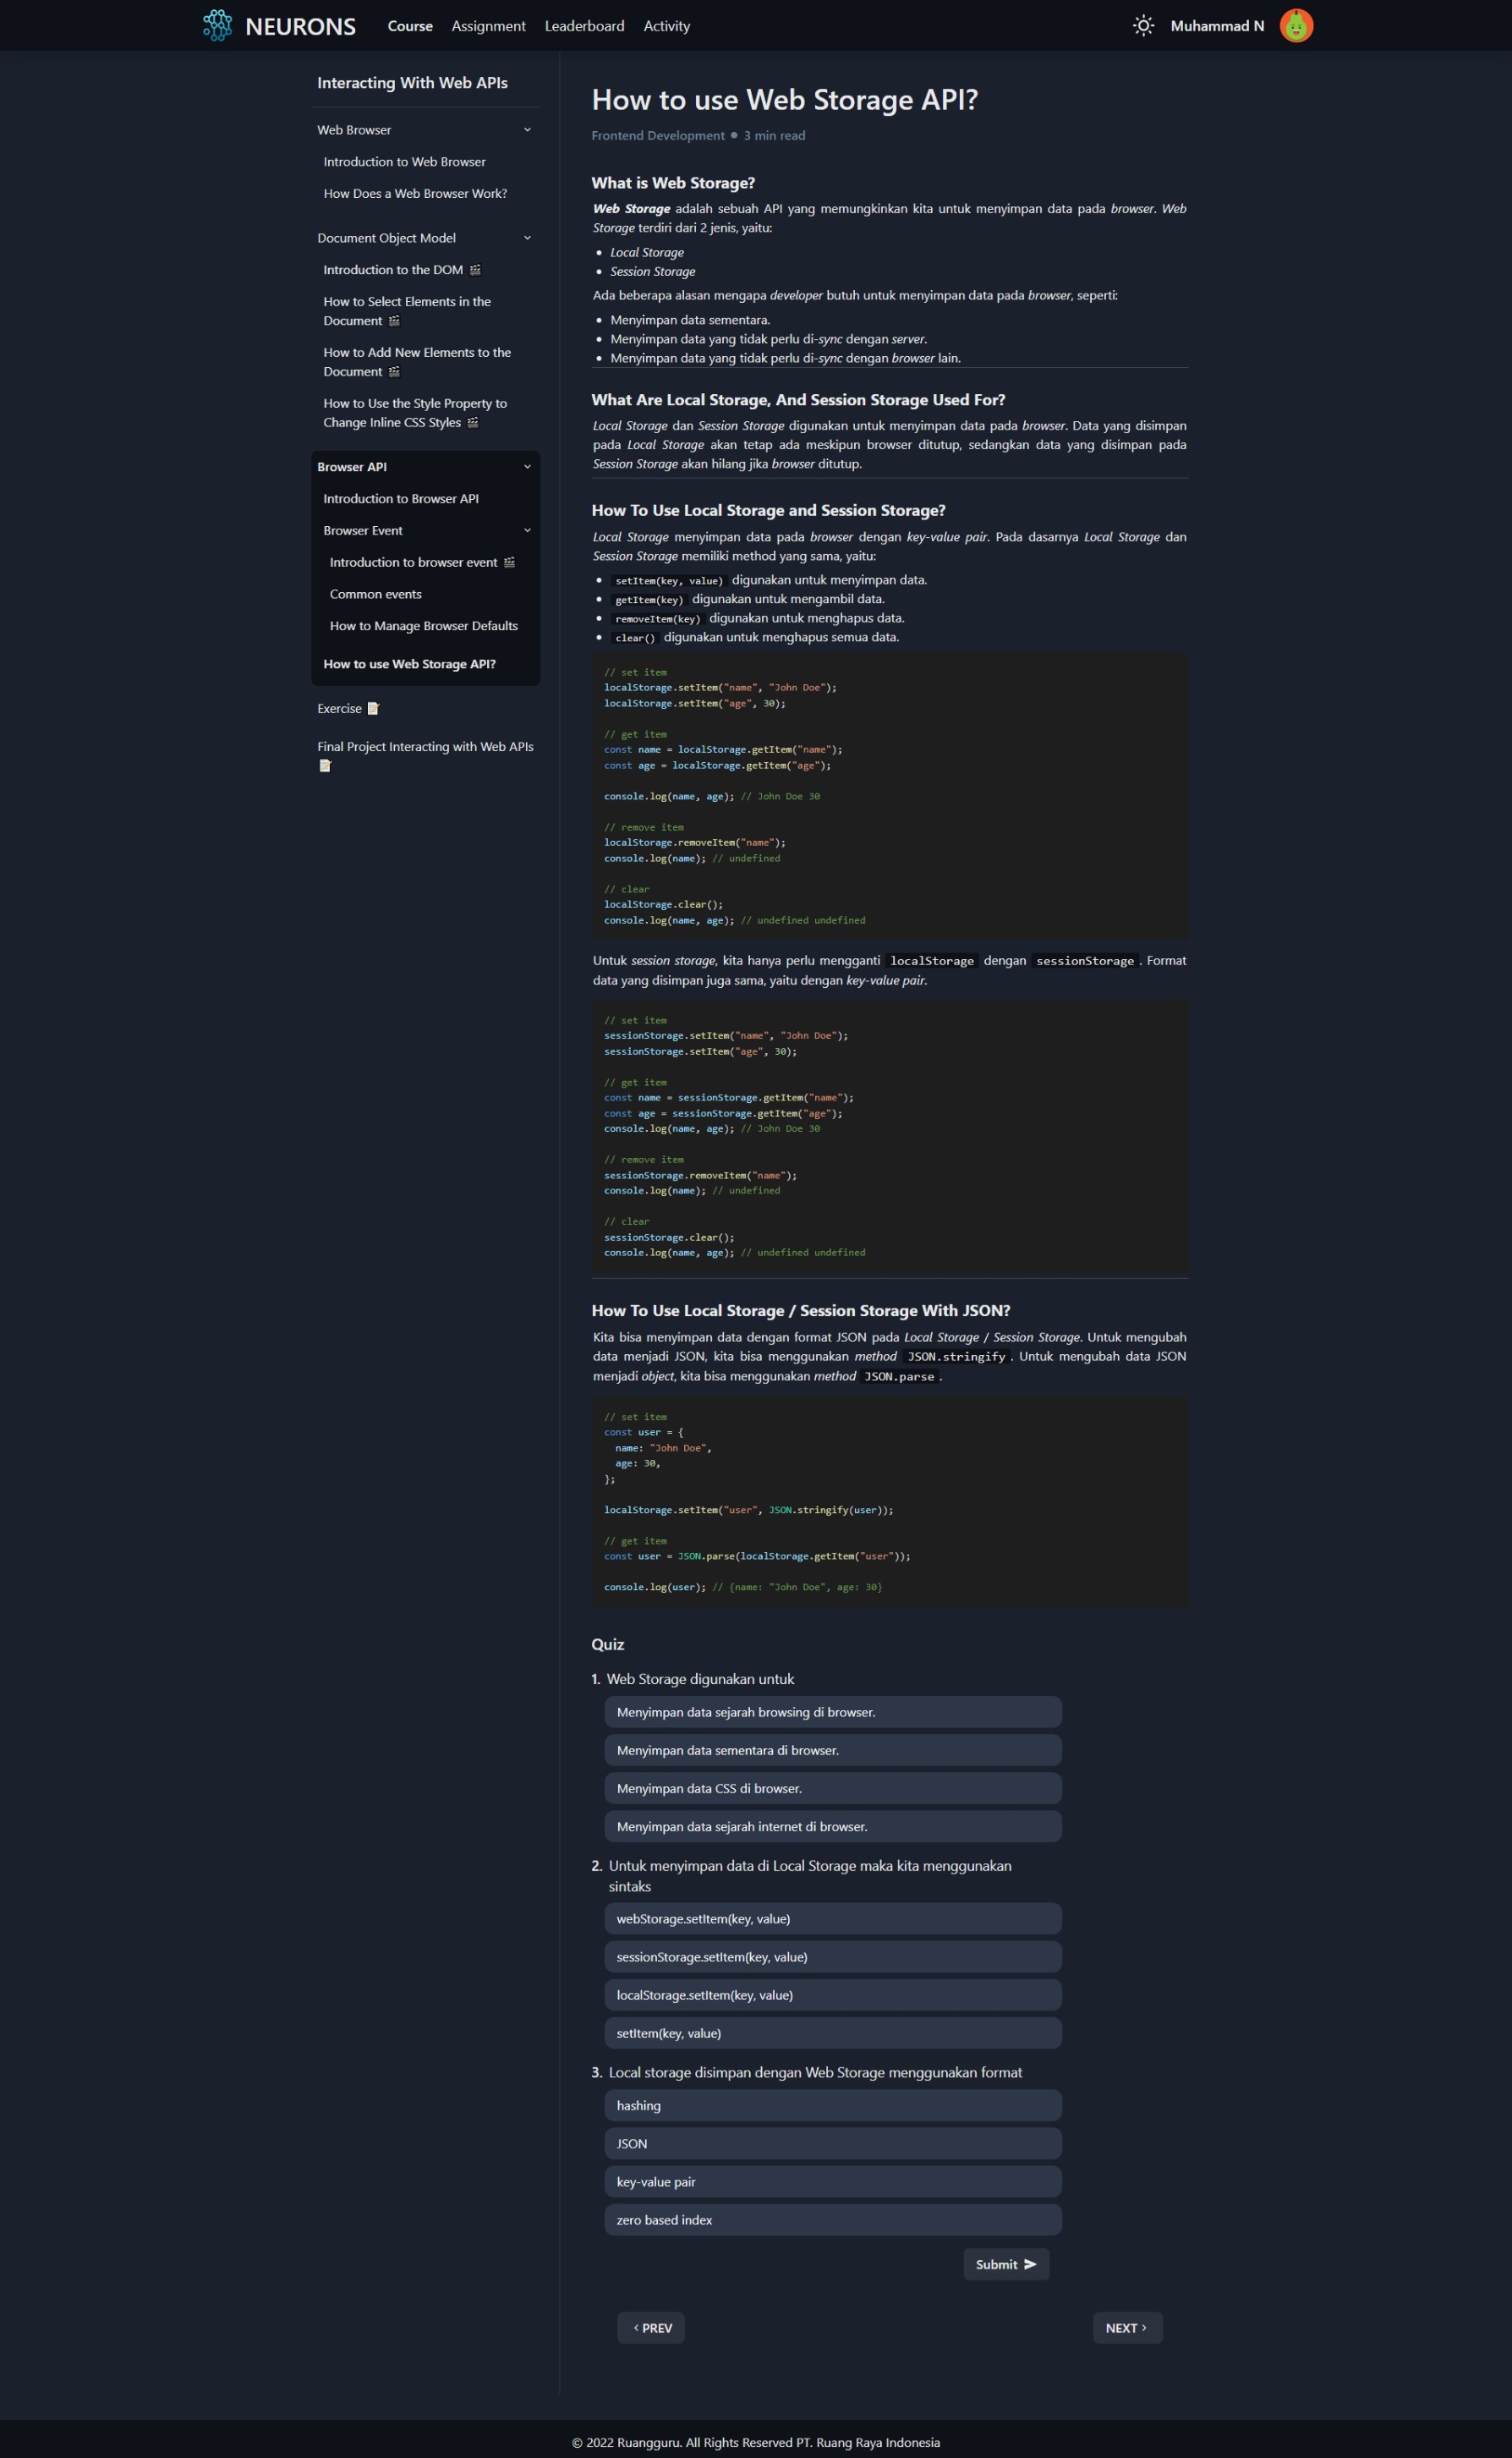 NEURONS
Course Assignment Leaderboard Activity
Muhammad N
Interacting With Web APIs
Web Browser
Introduction to Web Browser
How Does a Web Browser Work?
Document Object Model
Introduction to the DOM 🎬
How to Select Elements in the
Document 🎬
How to Add New Elements to the
Document 🎬
How to Use the Style Property to
Change Inline CSS Styles 🎬
Browser API
Introduction to Browser API
Browser Event
Introduction to browser event 🎬
Common events
How to Manage Browser Defaults
How to use Web Storage API?
Exercise 📝
Final Project Interacting with Web APIs
📝
How to use Web Storage API?
Frontend Development ● 3 min read
What is Web Storage?
Web Storage adalah sebuah API yang memungkinkan kita untuk menyimpan data pada browser. Web
Storage terdiri dari 2 jenis, yaitu:
• Local Storage
• Session Storage
Ada beberapa alasan mengapa developer butuh untuk menyimpan data pada browser, seperti:
• Menyimpan data sementara.
• Menyimpan data yang tidak perlu di-sync dengan server.
• Menyimpan data yang tidak perlu di-sync dengan browser lain.
What Are Local Storage, And Session Storage Used For?
Local Storage dan Session Storage digunakan untuk menyimpan data pada browser. Data yang disimpan
pada Local Storage akan tetap ada meskipun browser ditutup, sedangkan data yang disimpan pada
Session Storage akan hilang jika browser ditutup.
How To Use Local Storage and Session Storage?
Local Storage menyimpan data pada browser dengan key-value pair. Pada dasarnya Local Storage dan
Session Storage memiliki method yang sama, yaitu:
• setItem(key, value) digunakan untuk menyimpan data.
• getItem(key) digunakan untuk mengambil data.
• removeItem(key) digunakan untuk menghapus data.
• clear() digunakan untuk menghapus semua data.
// set item
localStorage.setItem("name", "John Doe");
localStorage.setItem("age", 30);
// get item
const name = localStorage.getItem("name");
const age = localStorage.getItem("age");
console.log(name, age); // John Doe 30
// remove item
localStorage.removeItem("name");
console.log(name); // undefined
// clear
localStorage.clear();
console.log(name, age); // undefined undefined
Untuk session storage, kita hanya perlu mengganti localStorage dengan sessionStorage. Format
data yang disimpan juga sama, yaitu dengan key-value pair.
// set item
sessionStorage.setItem("name", "John Doe");
sessionStorage.setItem("age", 30);
// get item
const name = sessionStorage.getItem("name");
const age = sessionStorage.getItem("age");
console.log(name, age); // John Doe 30
// remove item
sessionStorage.removeItem("name");
console.log(name); // undefined
// clear
sessionStorage.clear();
console.log(name, age); // undefined undefined
How To Use Local Storage / Session Storage With JSON?
Kita bisa menyimpan data dengan format JSON pada Local Storage / Session Storage. Untuk mengubah
data menjadi JSON, kita bisa menggunakan method JSON.stringify. Untuk mengubah data JSON
menjadi object, kita bisa menggunakan method JSON.parse.
// set item
const user = {
name: "John Doe",
age: 30,
};
localStorage.setItem("user", JSON.stringify(user));
// get item
const user = JSON.parse(localStorage.getItem("user"));
console.log(user); // {name: "John Doe", age: 30}
Quiz
1. Web Storage digunakan untuk
Menyimpan data sejarah browsing di browser.
Menyimpan data sementara di browser.
Menyimpan data CSS di browser.
Menyimpan data sejarah internet di browser.
2. Untuk menyimpan data di Local Storage maka kita menggunakan
sintaks
webStorage.setItem(key, value)
sessionStorage.setItem(key, value)
localStorage.setItem(key, value)
setItem(key, value)
3. Local storage disimpan dengan Web Storage menggunakan format
hashing
JSON
key-value pair
zero based index
Submit
‹ PREV
NEXT ›
© 2022 Ruangguru. All Rights Reserved PT. Ruang Raya Indonesia